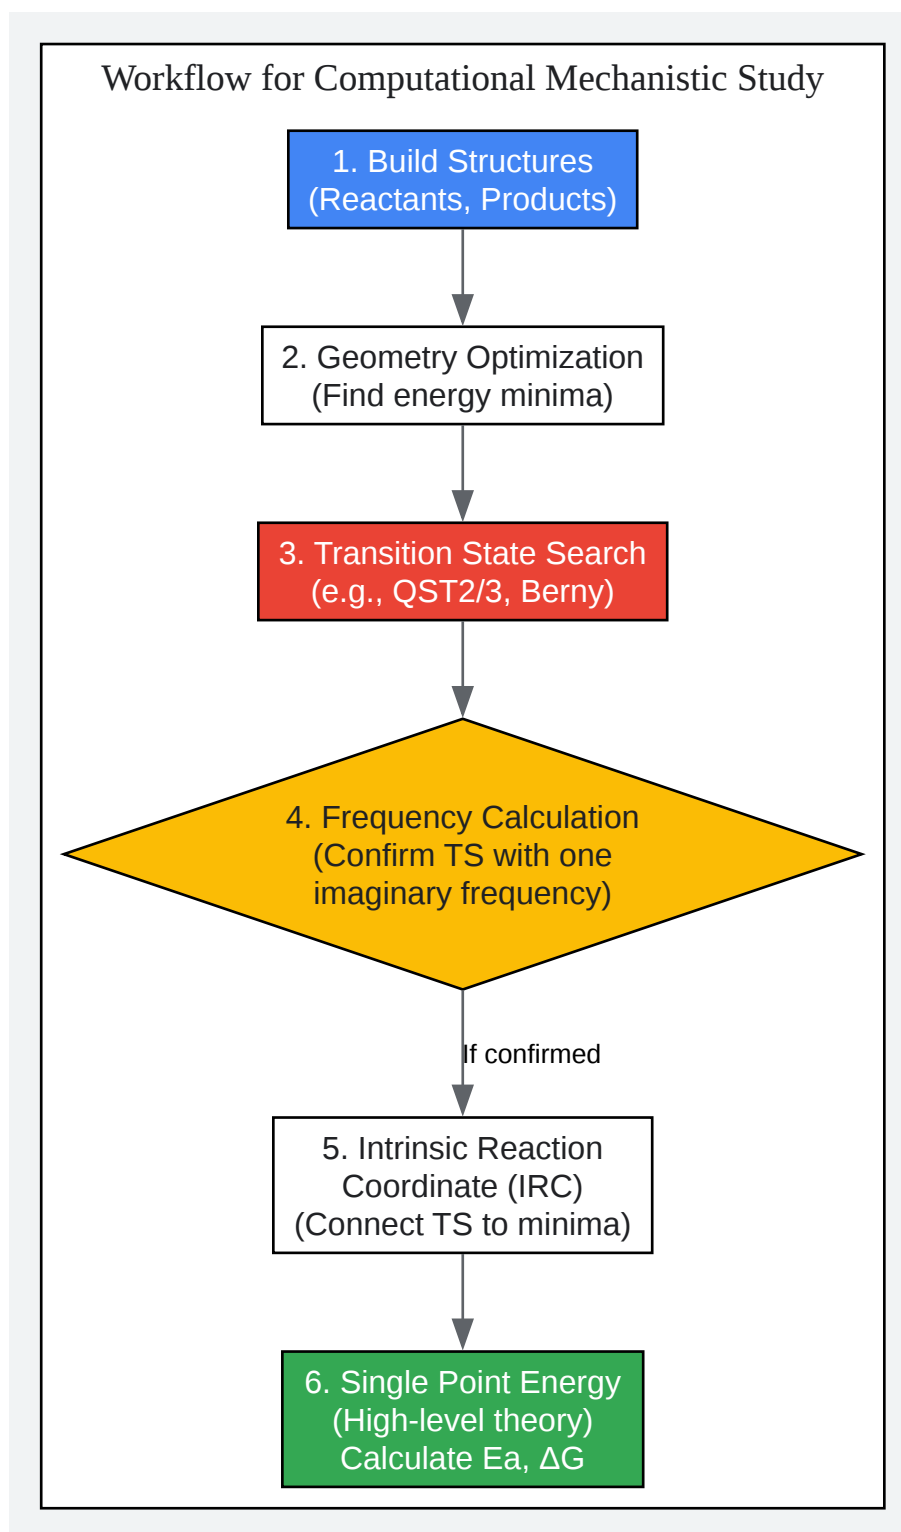 Workflow for Computational Mechanistic Study
1. Build Structures
(Reactants, Products)
2. Geometry Optimization
(Find energy minima)
3. Transition State Search
(e.g., QST2/3, Berny)
4. Frequency Calculation
(Confirm TS with one
imaginary frequency)
If confirmed
5. Intrinsic Reaction
Coordinate (IRC)
(Connect TS to minima)
6. Single Point Energy
(High-level theory)
Calculate Ea, ΔG